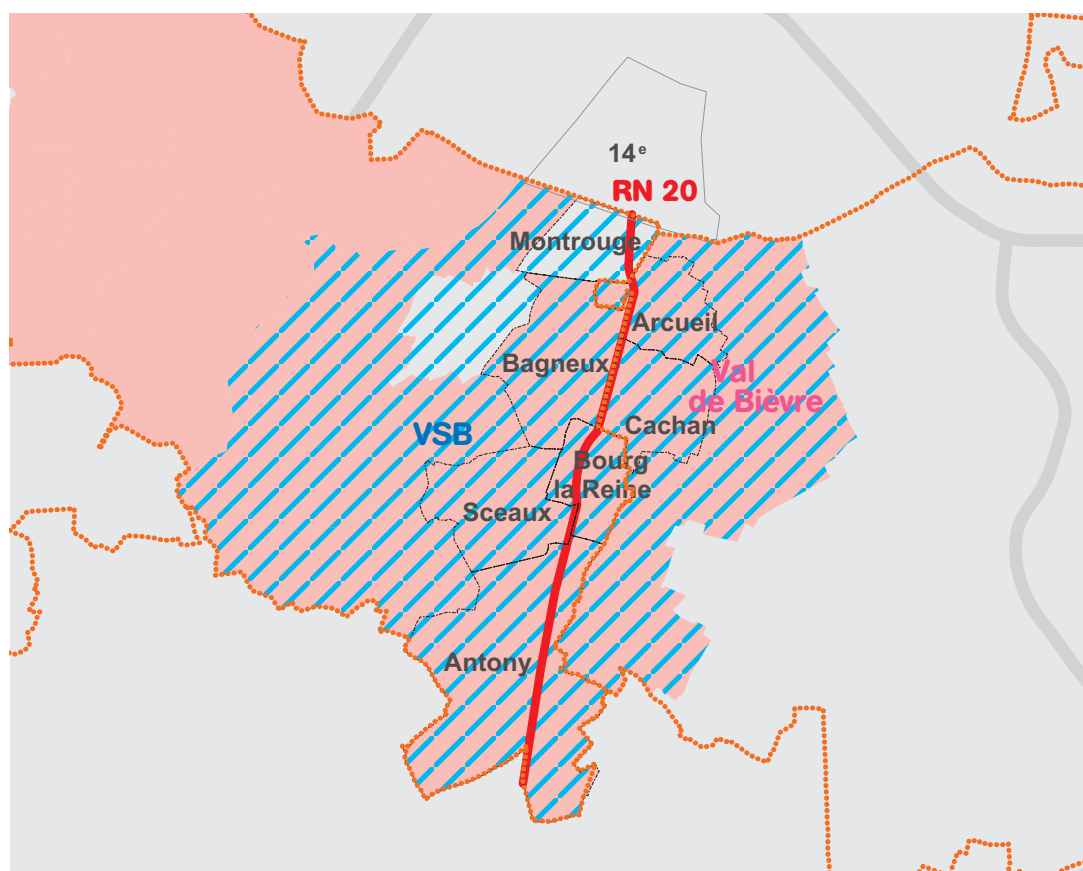 14e
RN 20
Montrouge
Arcueil
Bagneux
Val
de Bièvre
Cachan
VSB
Bourg
la Reine
Sceaux
Antony